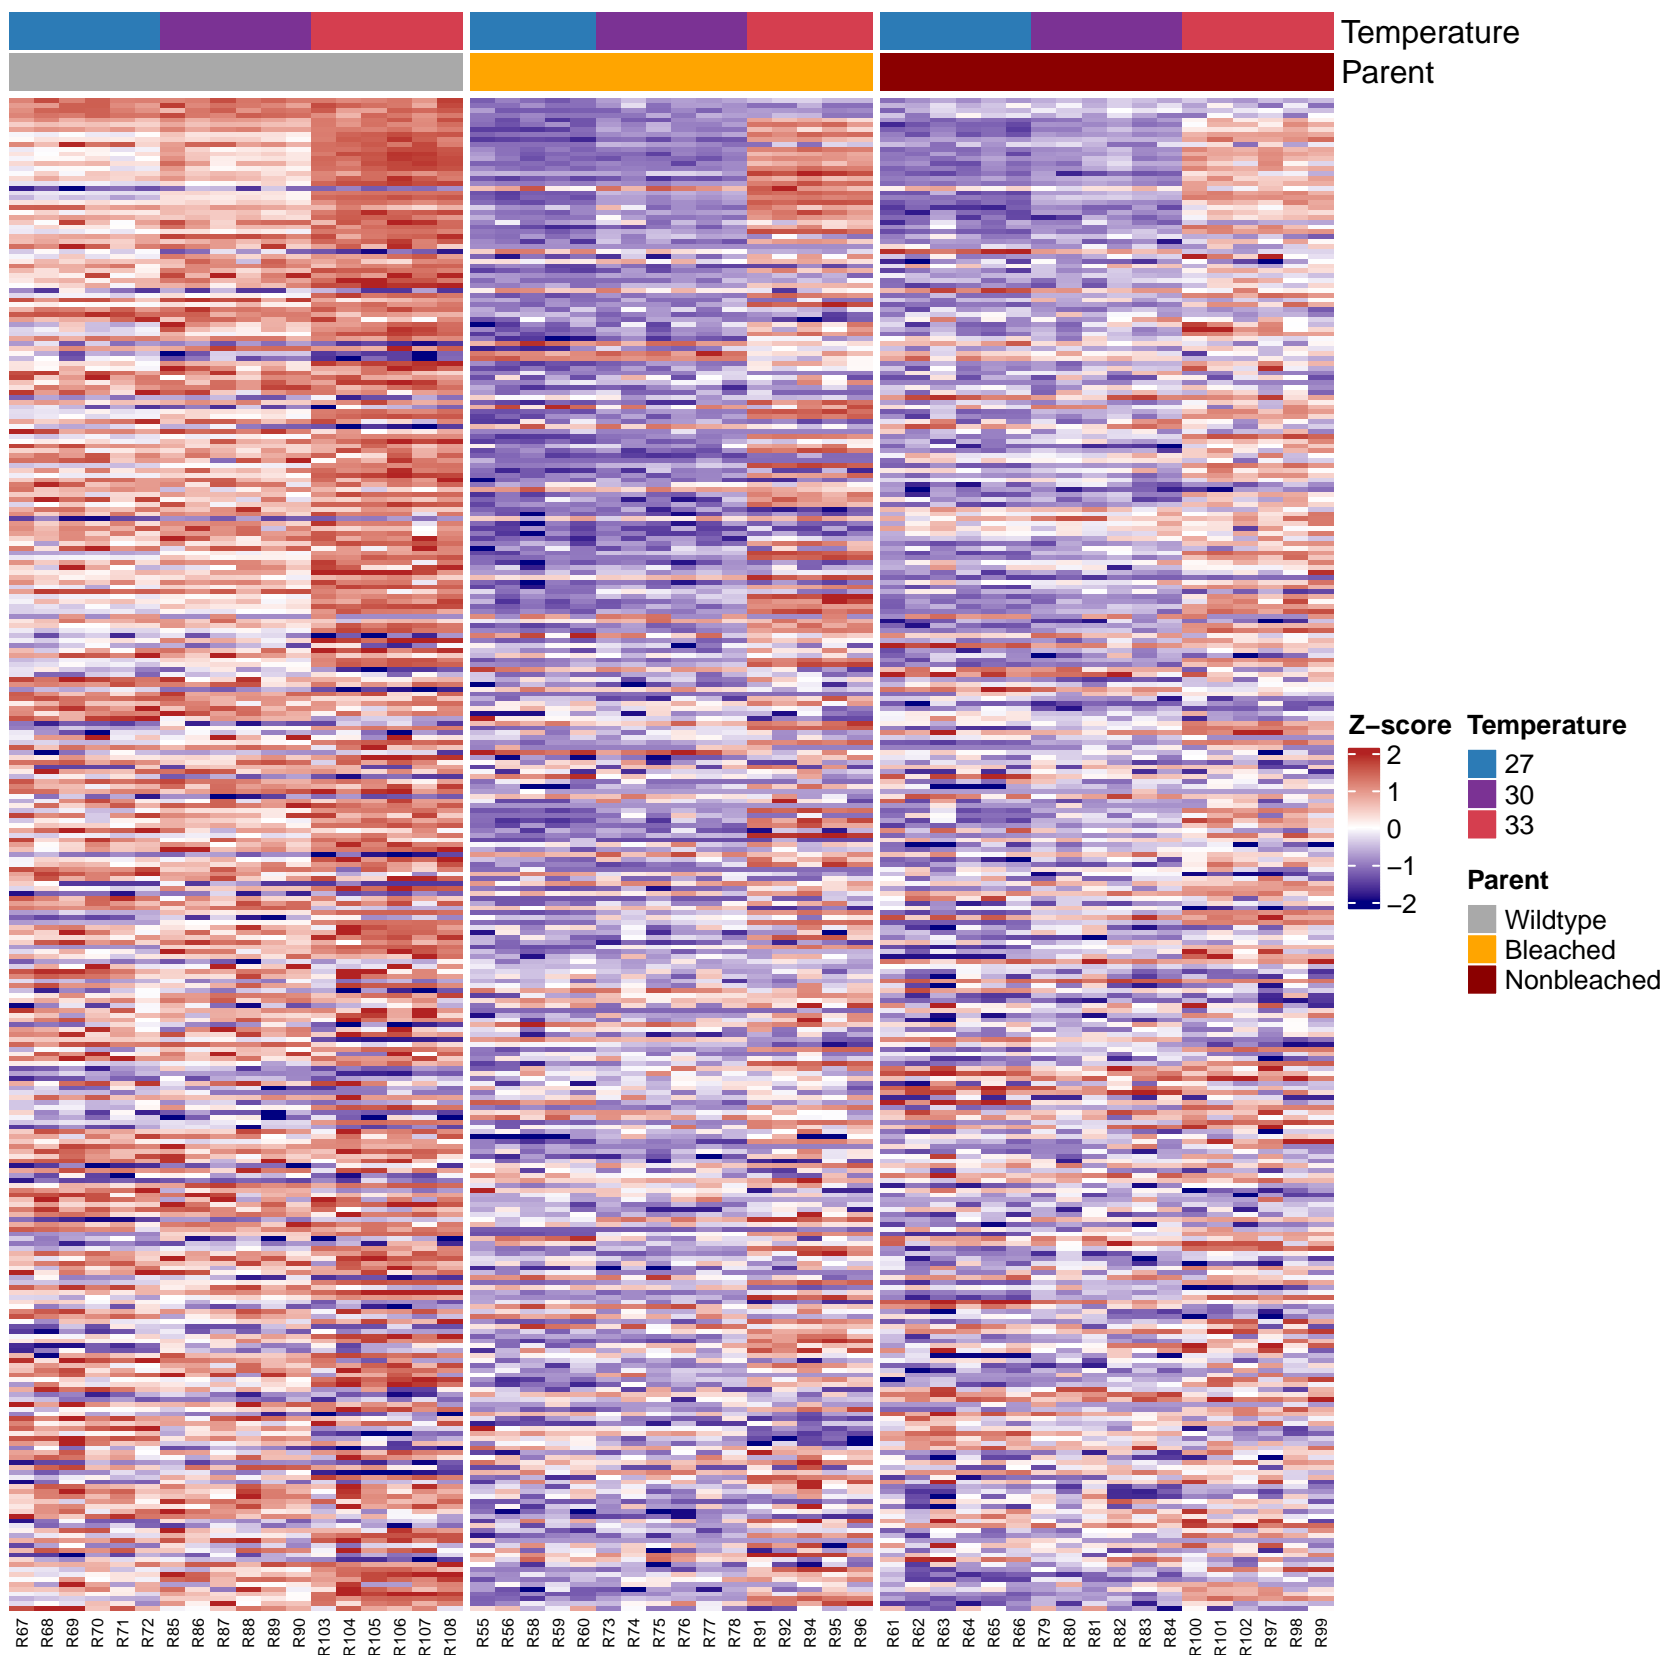 Temperature
Parent
Z−score
2
1
0
−1
−2
Temperature
27
30
33
Parent
Wildtype
Bleached
Nonbleached
R67 R68 R69 R70 R71 R72 R85 R86 R87 R88 R89 R90 R103 R104 R105 R106 R107 R108 R55 R56 R58 R59 R60 R73 R74 R75 R76 R77 R78 R91 R92 R94 R95 R96 R61 R62 R63 R64 R65 R66 R79 R80 R81 R82 R83 R84 R100 R101 R102 R97 R98 R99